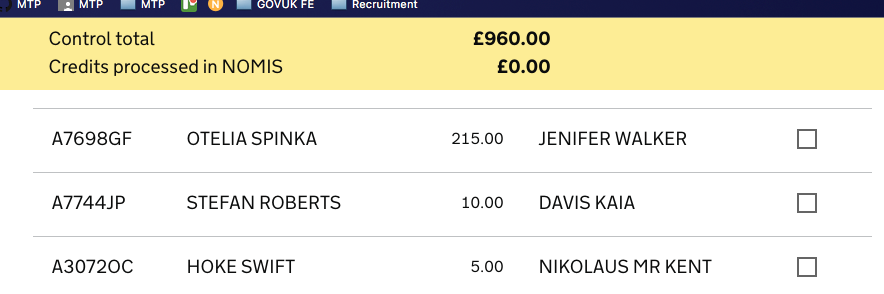 MTP MTP MTP N GOVUK FE Recruitment
Control total £960.00
Credits processed in NOMIS £0.00
A7698GF OTELIA SPINKA 215.00 JENIFER WALKER
A7744JP STEFAN ROBERTS 10.00 DAVIS KAIA
A3072OC HOKE SWIFT 5.00 NIKOLAUS MR KENT